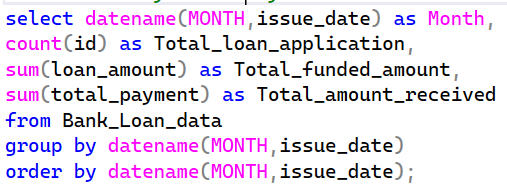 select datename(MONTH,issue_date) as Month,
count(id) as Total_loan_application,
sum(loan_amount) as Total_funded_amount,
sum(total_payment) as Total_amount_received
from Bank_Loan_data
group by datename(MONTH,issue_date)
order by datename(MONTH,issue_date);